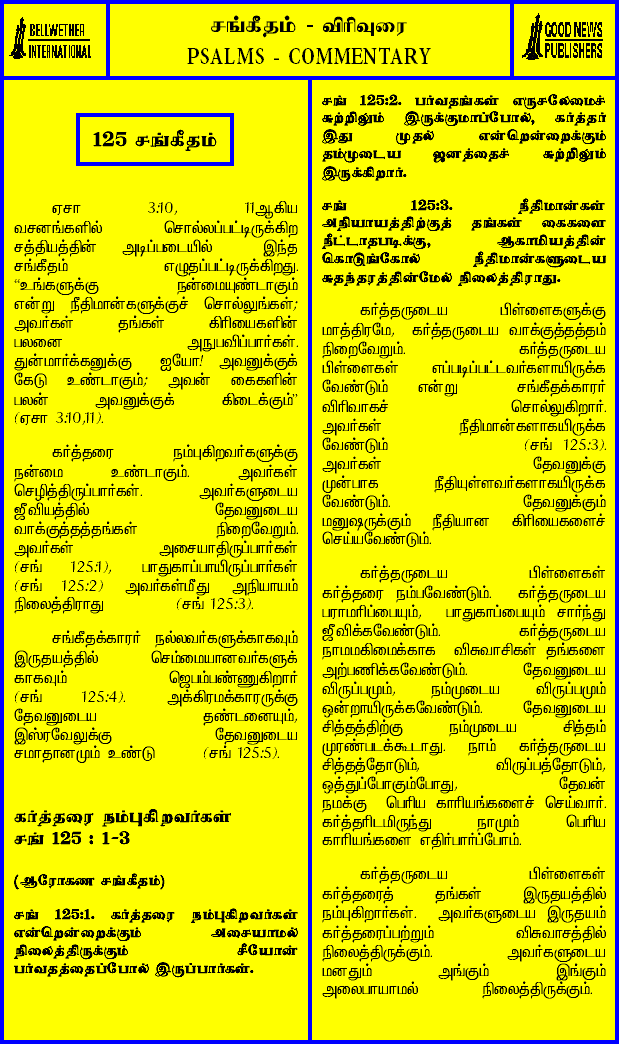 BELLWETHER
INTERNATIONAL
சங்கீதம் - விரிவுரை
PSALMS - COMMENTARY
GOOD NEWS
PUBLISHERS
125 சங்கீதம்
ஏசா 3:10, 11ஆகிய
வசனங்களில் சொல்லப்பட்டிருக்கிற
சத்தியத்தின் அடிப்படையில் இந்த
சங்கீதம் எழுதப்பட்டிருக்கிறது.
“உங்களுக்கு நன்மையுண்டாகும்
என்று நீதிமான்களுக்குச் சொல்லுங்கள்;
அவர்கள் தங்கள் கிரியைகளின்
பலனை அநுபவிப்பார்கள்.
துன்மார்க்கனுக்கு ஐயோ! அவனுக்குக்
கேடு உண்டாகும்; அவன் கைகளின்
பலன் அவனுக்குக் கிடைக்கும்”
(ஏசா 3:10,11).
கர்த்தரை நம்புகிறவர்களுக்கு
நன்மை உண்டாகும். அவர்கள்
செழித்திருப்பார்கள். அவர்களுடைய
ஜீவியத்தில் தேவனுடைய
வாக்குத்தத்தங்கள் நிறைவேறும்.
அவர்கள் அசையாதிருப்பார்கள்
(சங் 125:1), பாதுகாப்பாயிருப்பார்கள்
(சங் 125:2) அவர்கள்மீது அநியாயம்
நிலைத்திராது (சங் 125:3).
சங்கீதக்காரர் நல்லவர்களுக்காகவும்
இருதயத்தில் செம்மையானவர்களுக்
காகவும் ஜெபம்பண்ணுகிறார்
(சங் 125:4). அக்கிரமக்காரருக்கு
தேவனுடைய தண்டனையும்,
இஸ்ரவேலுக்கு தேவனுடைய
சமாதானமும் உண்டு (சங் 125:5).
கர்த்தரை நம்புகிறவர்கள்
சங் 125 : 1-3
(ஆரோகண சங்கீதம்)
சங் 125:1. கர்த்தரை நம்புகிறவர்கள்
என்றென்றைக்கும் அசையாமல்
நிலைத்திருக்கும் சீயோன்
பர்வதத்தைப்போல் இருப்பார்கள்.
சங் 125:2. பர்வதங்கள் எருசலேமைச்
சுற்றிலும் இருக்குமாப்போல், கர்த்தர்
இது முதல் என்றென்றைக்கும்
தம்முடைய ஜனத்தைச் சுற்றிலும்
இருக்கிறார்.
சங் 125:3. நீதிமான்கள்
அநியாயத்திற்குத் தங்கள் கைகளை
நீட்டாதபடிக்கு, ஆகாமியத்தின்
கொடுங்கோல் நீதிமான்களுடைய
சுதந்தரத்தின்மேல் நிலைத்திராது.
கர்த்தருடைய பிள்ளைகளுக்கு
மாத்திரமே, கர்த்தருடைய வாக்குத்தத்தம்
நிறைவேறும். கர்த்தருடைய
பிள்ளைகள் எப்படிப்பட்டவர்களாயிருக்க
வேண்டும் என்று சங்கீதக்காரர்
விரிவாகச் சொல்லுகிறார்.
அவர்கள் நீதிமான்களாகயிருக்க
வேண்டும் (சங் 125:3).
அவர்கள் தேவனுக்கு
முன்பாக நீதியுள்ளவர்களாகயிருக்க
வேண்டும். தேவனுக்கும்
மனுஷருக்கும் நீதியான கிரியைகளைச்
செய்யவேண்டும்.
கர்த்தருடைய பிள்ளைகள்
கர்த்தரை நம்பவேண்டும். கர்த்தருடைய
பராமரிப்பையும், பாதுகாப்பையும் சார்ந்து
ஜீவிக்கவேண்டும். கர்த்தருடைய
நாமமகிமைக்காக விசுவாசிகள் தங்களை
அற்பணிக்கவேண்டும். தேவனுடைய
விருப்பமும், நம்முடைய விருப்பமும்
ஒன்றாயிருக்கவேண்டும். தேவனுடைய
சித்தத்திற்கு நம்முடைய சித்தம்
முரண்படக்கூடாது. நாம் கர்த்தருடைய
சித்தத்தோடும், விருப்பத்தோடும்,
ஒத்துப்போகும்போது, தேவன்
நமக்கு பெரிய காரியங்களைச் செய்வார்.
கர்த்தரிடமிருந்து நாமும் பெரிய
காரியங்களை எதிர்பார்ப்போம்.
கர்த்தருடைய பிள்ளைகள்
கர்த்தரைத் தங்கள் இருதயத்தில்
நம்புகிறார்கள். அவர்களுடைய இருதயம்
கர்த்தரைப்பற்றும் விசுவாசத்தில்
நிலைத்திருக்கும். அவர்களுடைய
மனதும் அங்கும் இங்கும்
அலைபாயாமல் நிலைத்திருக்கும்.